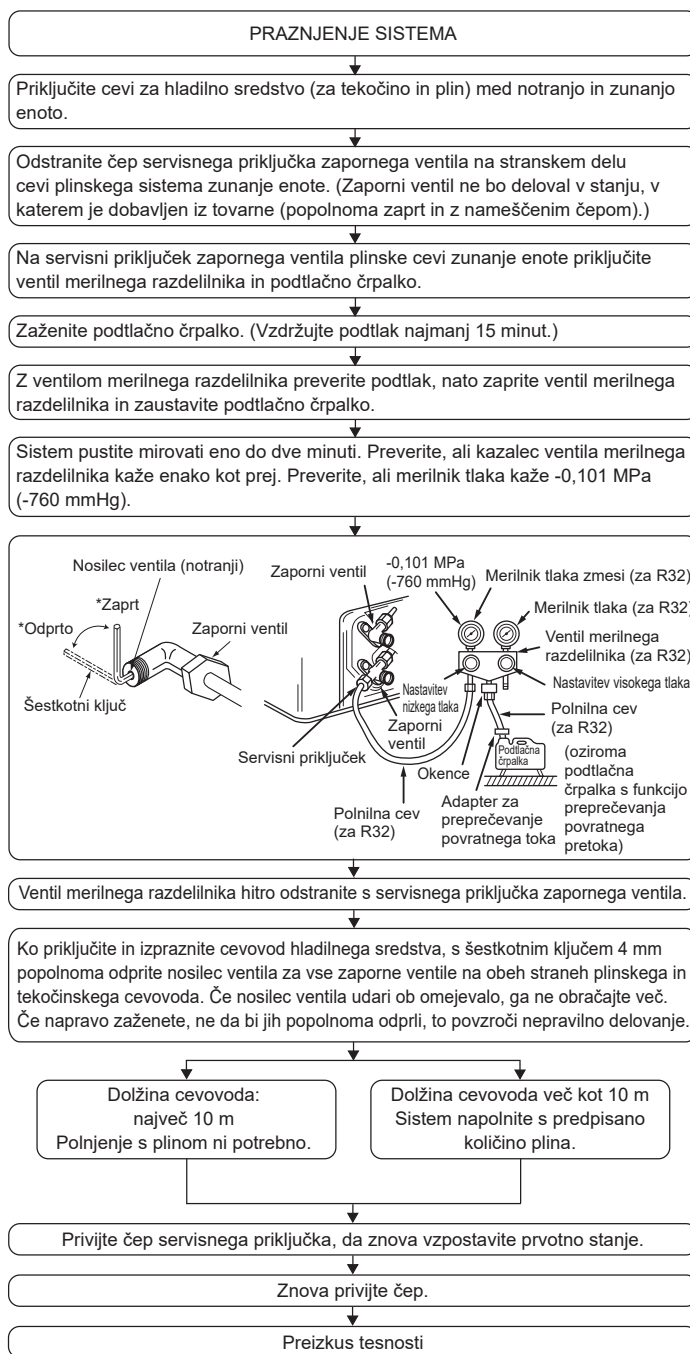 PRAZNJENJE SISTEMA
Priključite cevi za hladilno sredstvo (za tekočino in plin) med notranjo in zunanjo
enoto.
Odstranite čep servisnega priključka zapornega ventila na stranskem delu
cevi plinskega sistema zunanje enote. (Zaporni ventil ne bo deloval v stanju, v
katerem je dobavljen iz tovarne (popolnoma zaprt in z nameščenim čepom).)
Na servisni priključek zapornega ventila plinske cevi zunanje enote priključite
ventil merilnega razdelilnika in podtlačno črpalko.
Zaženite podtlačno črpalko. (Vzdržujte podtlak najmanj 15 minut.)
Z ventilom merilnega razdelilnika preverite podtlak, nato zaprite ventil merilnega
razdelilnika in zaustavite podtlačno črpalko.
Sistem pustite mirovati eno do dve minuti. Preverite, ali kazalec ventila merilnega
razdelilnika kaže enako kot prej. Preverite, ali merilnik tlaka kaže -0,101 MPa
(-760 mmHg).
Nosilec ventila (notranji)
*Zaprt
*Odprto
Šestkotni ključ
Zaporni ventil
Zaporni ventil
-0,101 MPa
(-760 mmHg)
Merilnik tlaka zmesi (za R32)
Merilnik tlaka (za R32)
Ventil merilnega
razdelilnika (za R32)
Nastavitev
nizkega tlaka
Nastavitev visokega tlaka
Zaporni
ventil
Servisni priključek
Polnilna cev
(za R32)
Okence
Podtlačna
črpalka
Polnilna cev
(za R32)
Adapter za
preprečevanje
povratnega toka
(oziroma
podtlačna
črpalka s funkcijo
preprečevanja
povratnega
pretoka)
Ventil merilnega razdelilnika hitro odstranite s servisnega priključka zapornega ventila.
Ko priključite in izpraznite cevovod hladilnega sredstva, s šestkotnim ključem 4 mm
popolnoma odprite nosilec ventila za vse zaporne ventile na obeh straneh plinskega in
tekočinskega cevovoda. Če nosilec ventila udari ob omejevalo, ga ne obračajte več.
Če napravo zaženete, ne da bi jih popolnoma odprli, to povzroči nepravilno delovanje.
Dolžina cevovoda:
največ 10 m
Polnjenje s plinom ni potrebno.
Dolžina cevovoda več kot 10 m
Sistem napolnite s predpisano
količino plina.
Privijte čep servisnega priključka, da znova vzpostavite prvotno stanje.
Znova privijte čep.
Preizkus tesnosti